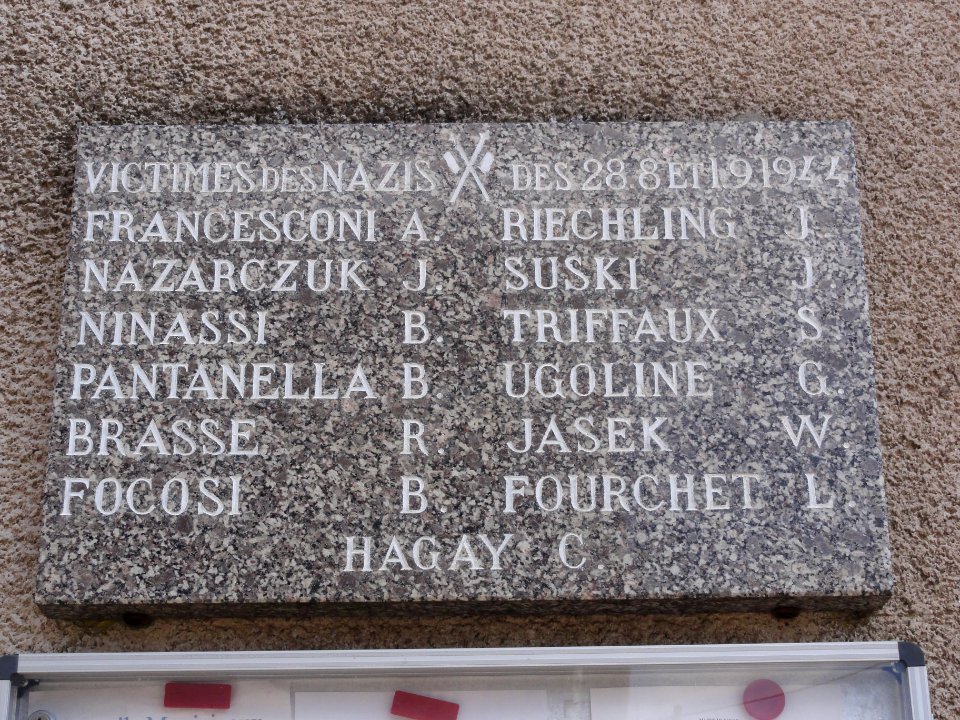 VICTIMES DES NAZIS DES 28 8 ET 1 9 1944
FRANCESCONI A. RIECHLING J.
NAZARCZUK J. SUSKI J.
NINASSI B. TRIFFAUX S.
PANTANELLA B. UGOLINE G.
BRASSE R. JASEK W.
FOCOSI B. FOURCHET L.
HAGAY C.